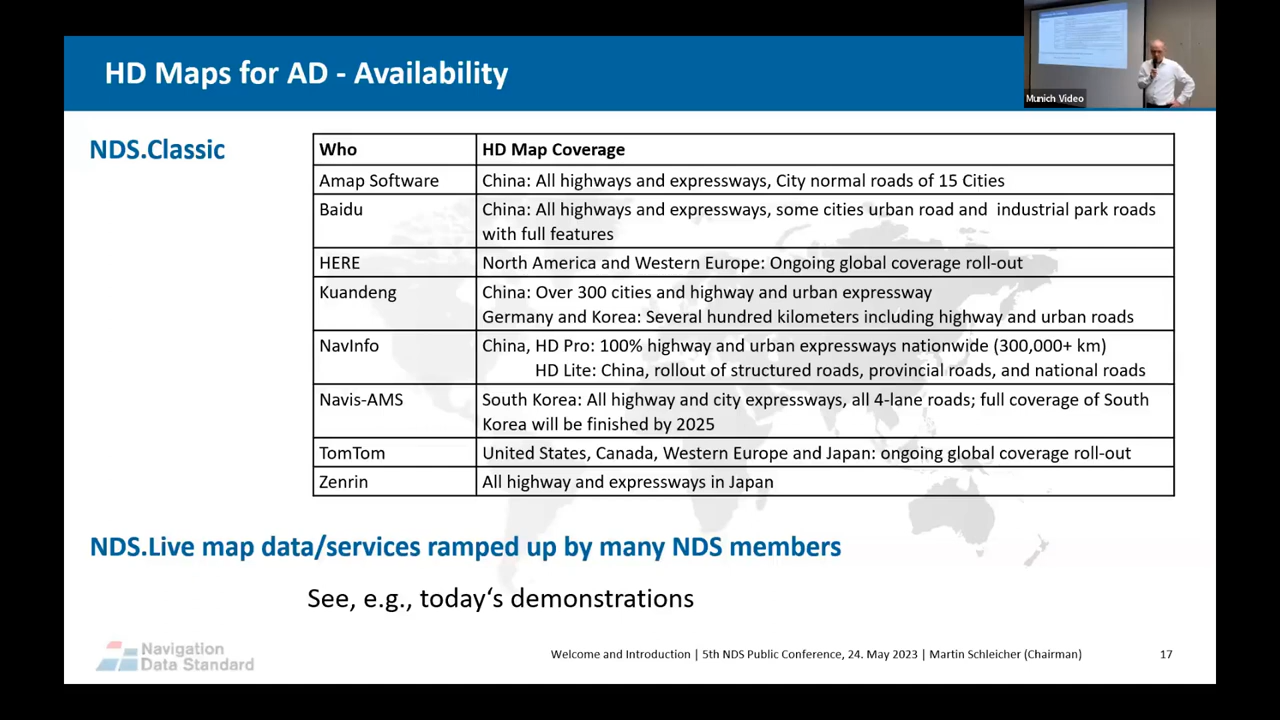 HD Maps for AD - Availability
Munich Video
NDS.Classic
Who HD Map Coverage
Amap Software China: All highways and expressways, City normal roads of 15 Cities
Baidu China: All highways and expressways, some cities urban road and industrial park roads
with full features
HERE North America and Western Europe: Ongoing global coverage roll-out
Kuandeng China: Over 300 cities and highway and urban expressway
Germany and Korea: Several hundred kilometers including highway and urban roads
NavInfo China, HD Pro: 100% highway and urban expressways nationwide (300,000+ km)
HD Lite: China, rollout of structured roads, provincial roads, and national roads
Navis-AMS South Korea: All highway and city expressways, all 4-lane roads; full coverage of South
Korea will be finished by 2025
TomTom United States, Canada, Western Europe and Japan: ongoing global coverage roll-out
Zenrin All highway and expressways in Japan
NDS.Live map data/services ramped up by many NDS members
See, e.g., today‘s demonstrations
Navigation
Data Standard
Welcome and Introduction | 5th NDS Public Conference, 24. May 2023 | Martin Schleicher (Chairman) 17